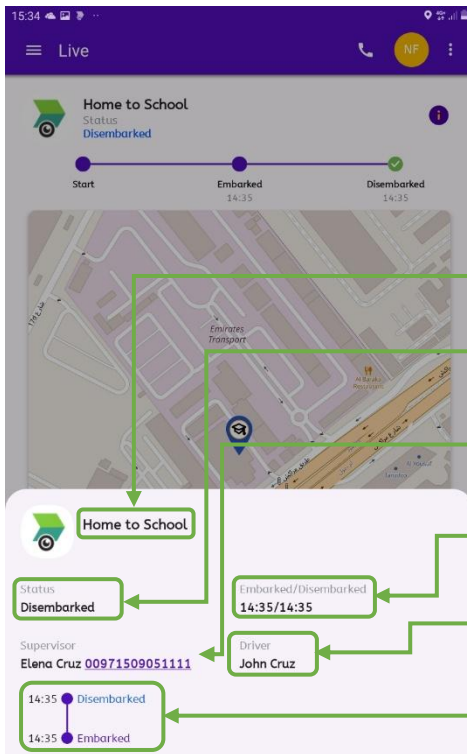 15:34
Live
NF
Home to School
Status
Disembarked
Start
Embarked
14:35
Disembarked
14:35
Emirates
Transport
Al Baraka
Home to School
Status
Disembarked
Embarked/Disembarked
14:35/14:35
Supervisor
Elena Cruz 00971509051111
Driver
John Cruz
14:35 Disembarked
14:35 Embarked